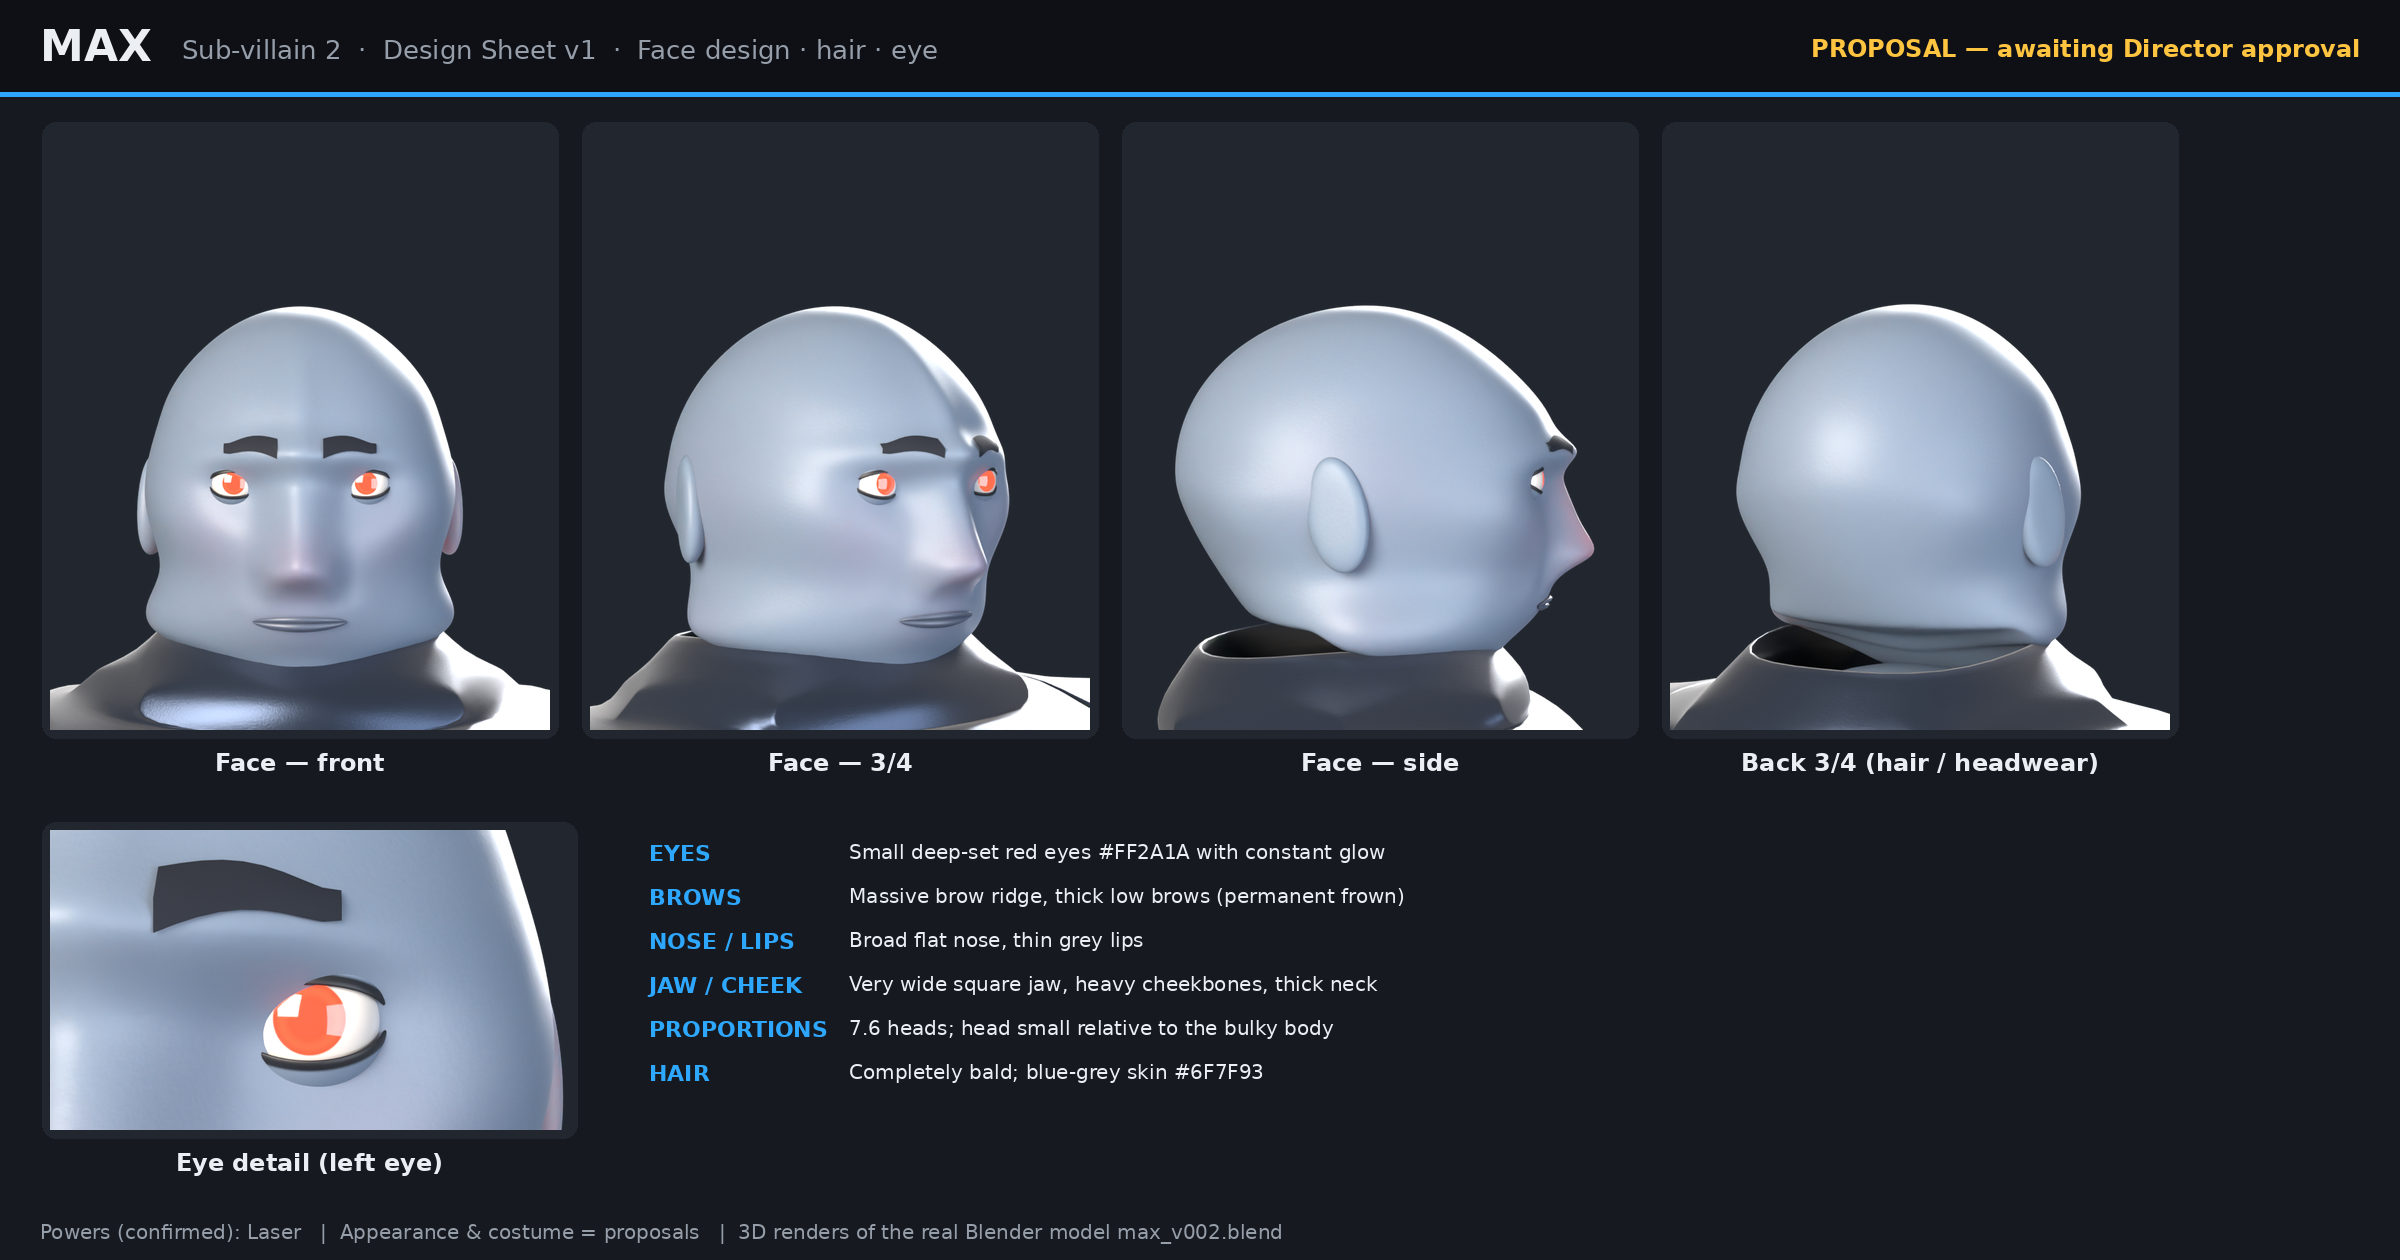 MAX Sub-villain 2 · Design Sheet v1 · Face design · hair · eye
PROPOSAL — awaiting Director approval
Face — front
Face — 3/4
Face — side
Back 3/4 (hair / headwear)
EYES Small deep-set red eyes #FF2A1A with constant glow
BROWS Massive brow ridge, thick low brows (permanent frown)
NOSE / LIPS Broad flat nose, thin grey lips
JAW / CHEEK Very wide square jaw, heavy cheekbones, thick neck
PROPORTIONS 7.6 heads; head small relative to the bulky body
HAIR Completely bald; blue-grey skin #6F7F93
Eye detail (left eye)
Powers (confirmed): Laser | Appearance & costume = proposals | 3D renders of the real Blender model max_v002.blend